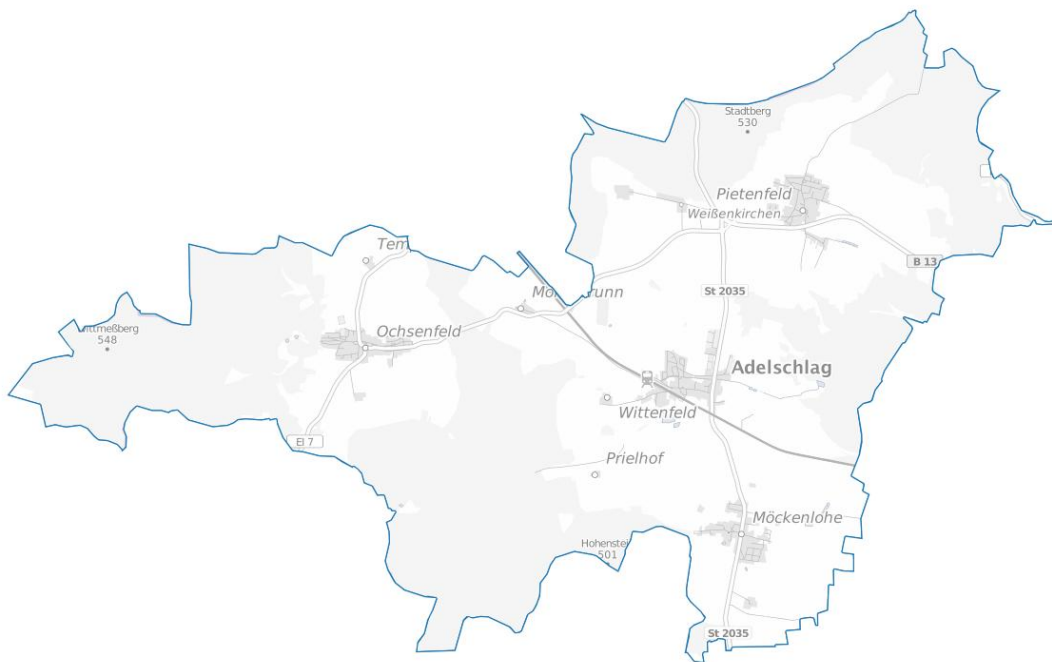 Stadtberg
530
Pietenfeld
Weißenkirchen
B 13
St 2035
Ochsenfeld
548
Adelschlag
Wittenfeld
EI 7
Prielhof
Möckenlohe
501
St 2035